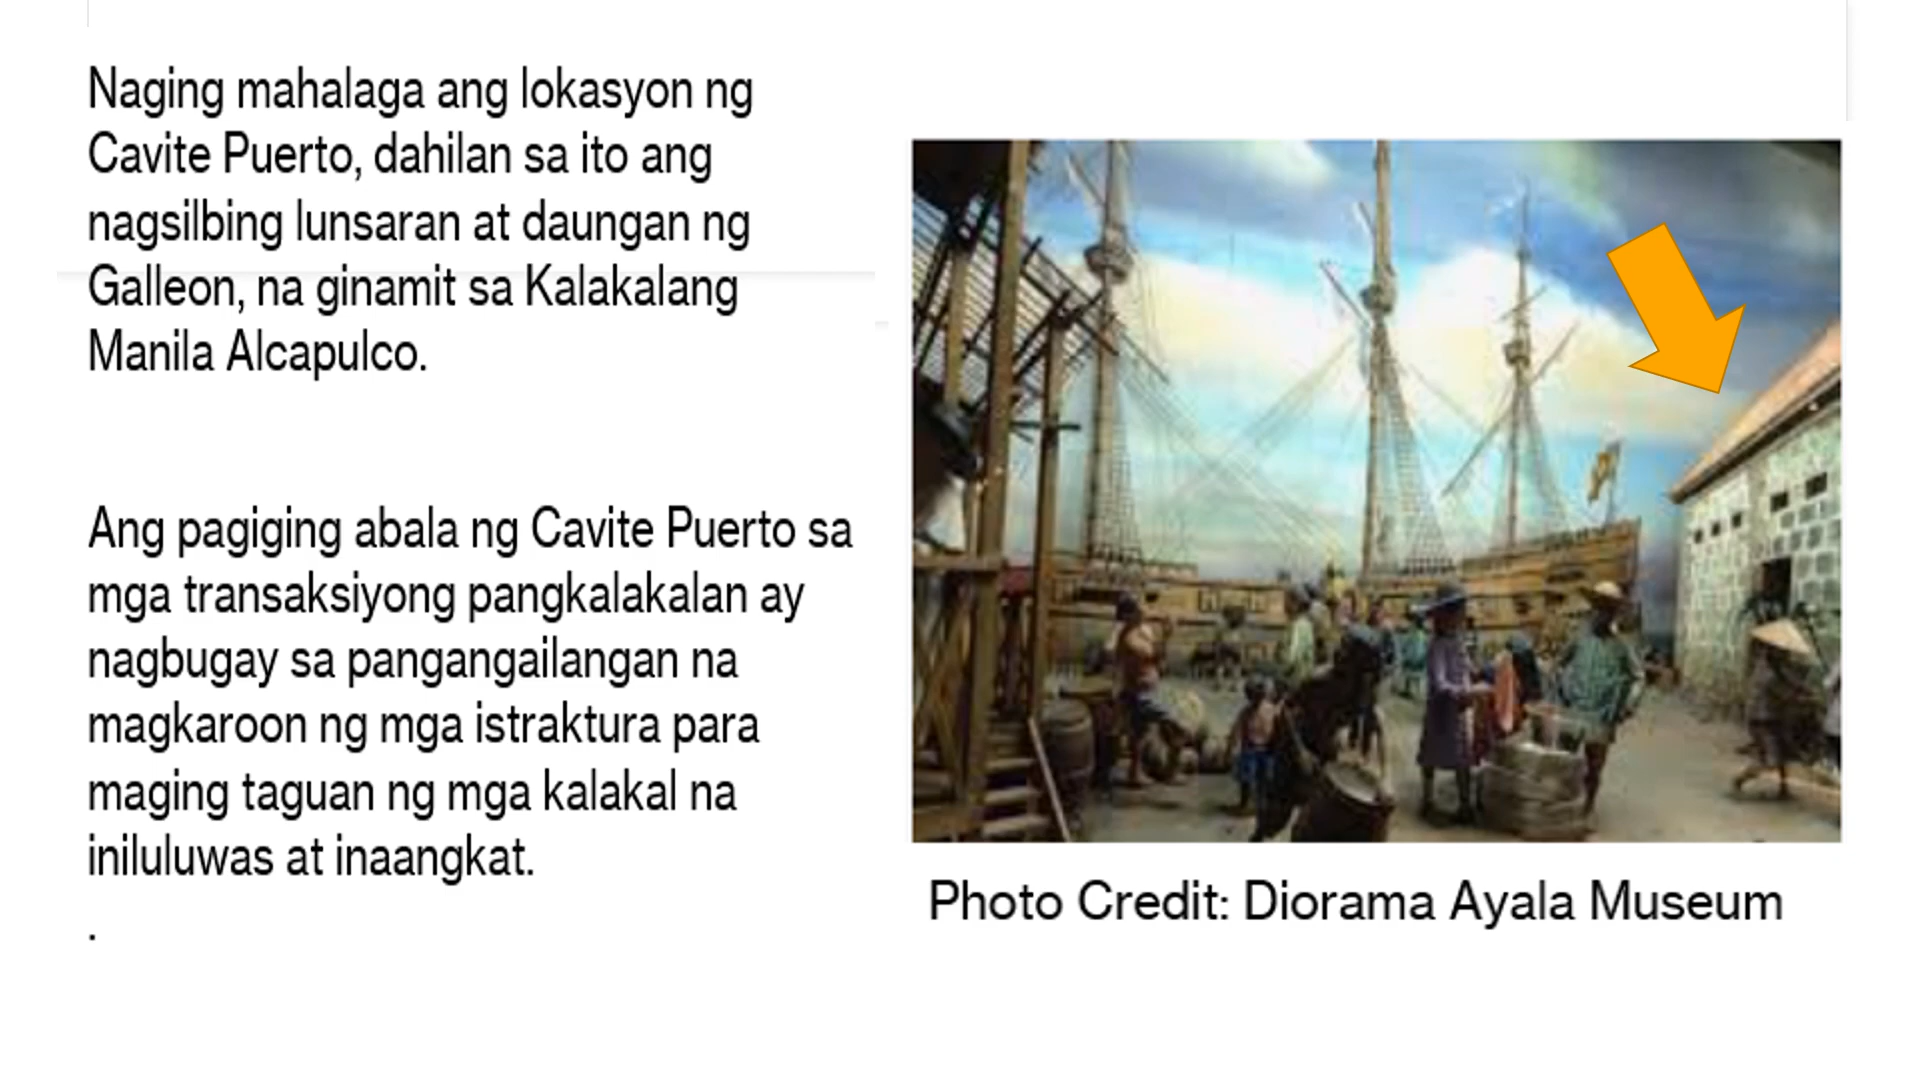 Naging mahalaga ang lokasyon ng
Cavite Puerto, dahilan sa ito ang
nagsilbing lunsaran at daungan ng
Galleon, na ginamit sa Kalakalang
Manila Alcapulco.
Ang pagiging abala ng Cavite Puerto sa
mga transaksiyong pangkalakalan ay
nagbugay sa pangangailangan na
magkaroon ng mga istraktura para
maging taguan ng mga kalakal na
iniluluwas at inaangkat.
.
Photo Credit: Diorama Ayala Museum